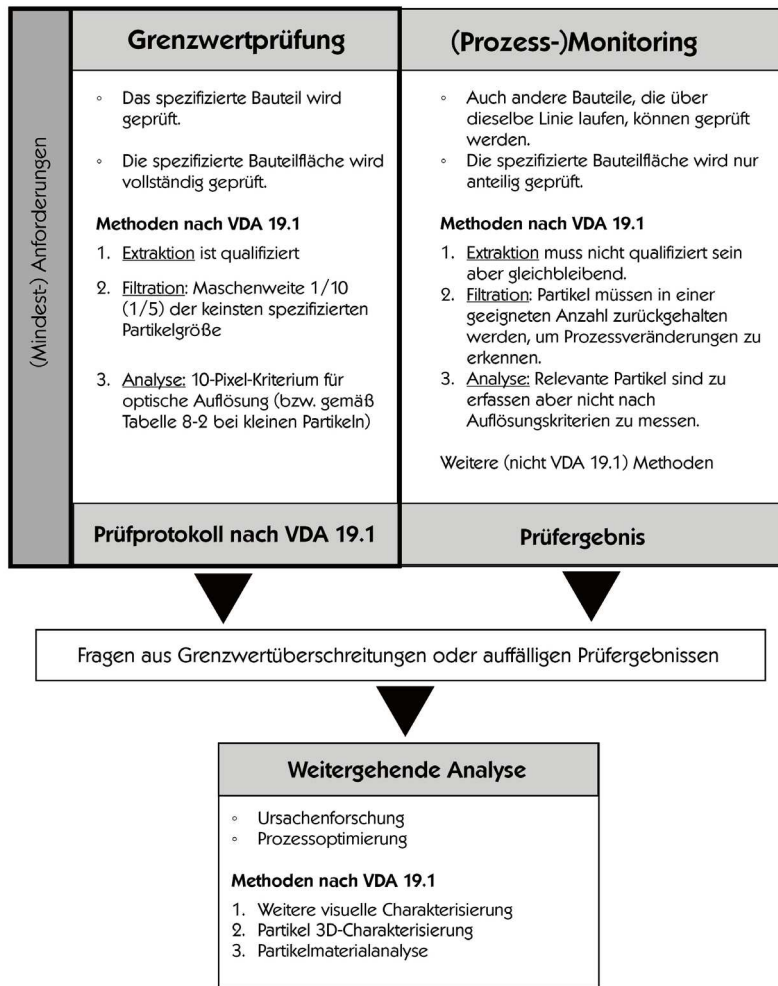 (Mindest-) Anforderungen
Grenzwertprüfung
◦ Das spezifizierte Bauteil wird
geprüft.
◦ Die spezifizierte Bauteilfläche wird
vollständig geprüft.
Methoden nach VDA 19.1
1. Extraktion ist qualifiziert
2. Filtration: Maschenweite 1/10
(1/5) der keinsten spezifizierten
Partikelgröße
3. Analyse: 10-Pixel-Kriterium für
optische Auflösung (bzw. gemäß
Tabelle 8-2 bei kleinen Partikeln)
Prüfprotokoll nach VDA 19.1
(Prozess-)Monitoring
◦ Auch andere Bauteile, die über
dieselbe Linie laufen, können geprüft
werden.
◦ Die spezifizierte Bauteilfläche wird nur
anteilig geprüft.
Methoden nach VDA 19.1
1. Extraktion muss nicht qualifiziert sein
aber gleichbleibend.
2. Filtration: Partikel müssen in einer
geeigneten Anzahl zurückgehalten
werden, um Prozessveränderungen zu
erkennen.
3. Analyse: Relevante Partikel sind zu
erfassen aber nicht nach
Auflösungskriterien zu messen.
Weitere (nicht VDA 19.1) Methoden
Prüfergebnis
Fragen aus Grenzwertüberschreitungen oder auffälligen Prüfergebnissen
Weitergehende Analyse
◦ Ursachenforschung
◦ Prozessoptimierung
Methoden nach VDA 19.1
1. Weitere visuelle Charakterisierung
2. Partikel 3D-Charakterisierung
3. Partikelmaterialanalyse